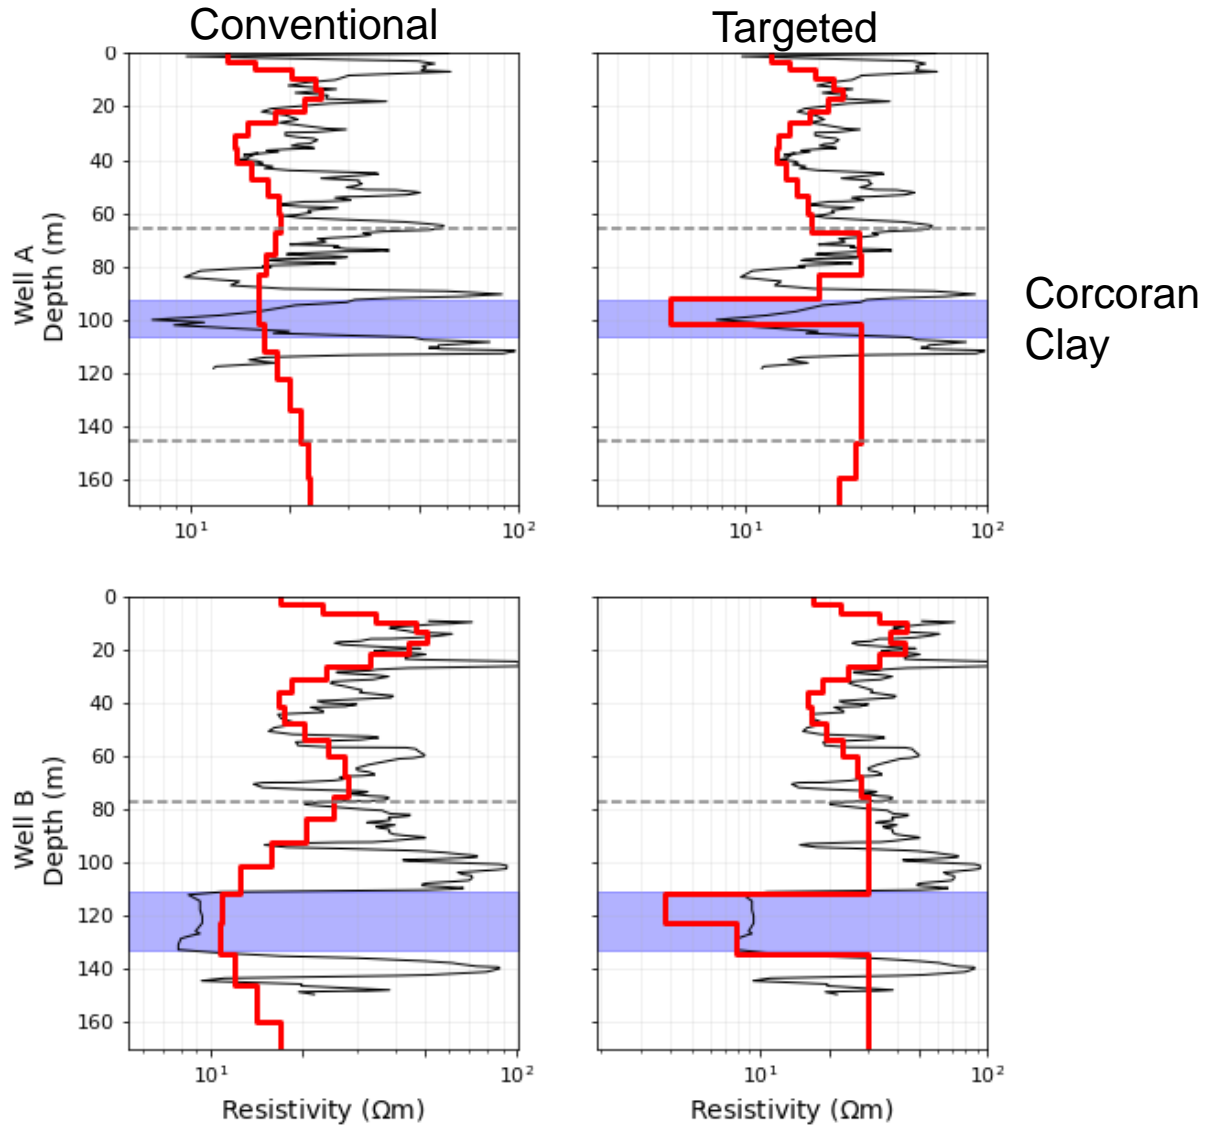 Conventional
Targeted
0
20
40
60
80
100
120
140
160
Well A
Depth (m)
10¹
10²
10¹
10²
Corcoran
Clay
0
20
40
60
80
100
120
140
160
Well B
Depth (m)
10¹
10²
10¹
10²
Resistivity (Ωm)
Resistivity (Ωm)